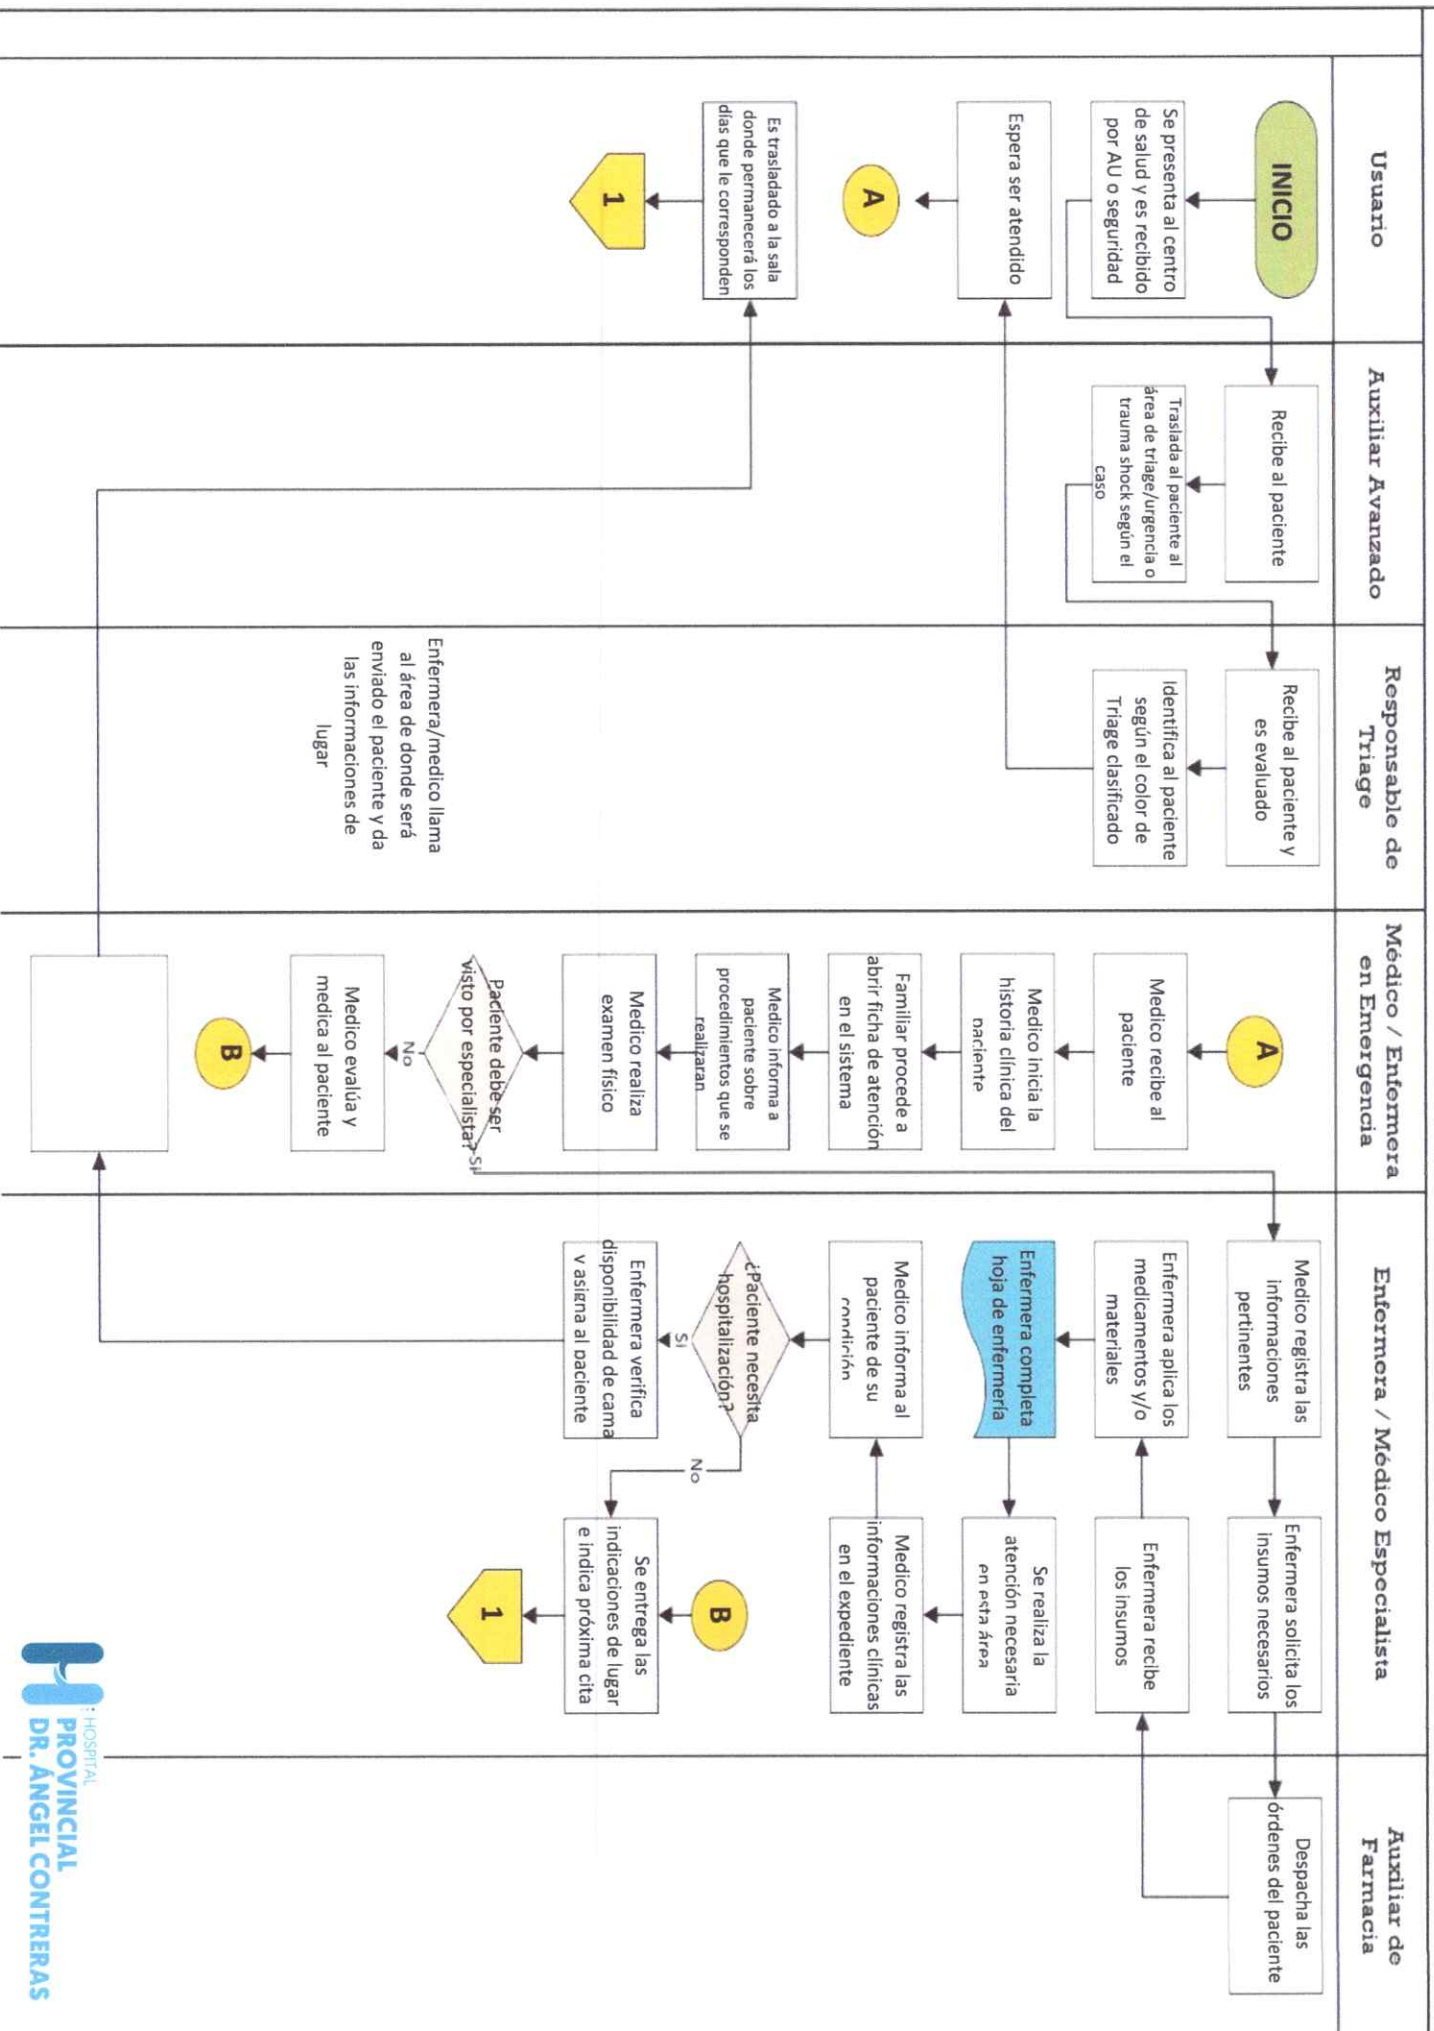 Usuario
INICIO
Se presenta al centro
de salud y es recibido
por AU o seguridad
Espera ser atendido
A
Es trasladado a la sala
donde permanecerá los
días que le corresponden
1
Auxiliar Avanzado
Recibe al paciente
Traslada al paciente al
área de triage/urgencia o
trauma shock según el
caso
Responsable de
Triage
Recibe al paciente y
es evaluado
Identifica al paciente
según el color de
Triage clasificado
Enfermera/medico llama
al área de donde será
enviado el paciente y da
las informaciones de
lugar
Médico / Enfermera
en Emergencia
A
Medico recibe al
paciente
Medico inicia la
historia clínica del
paciente
Familiar procede a
abrir ficha de atención
en el sistema
Medico informa a
paciente sobre
procedimientos que se
realizaran
Medico realiza
examen físico
Paciente debe ser
visto por especialista?
Si
No
Medico evalúa y
medica al paciente
B
Enfermera / Médico Especialista
Medico registra las
informaciones
pertinentes
Enfermera solicita los
insumos necesarios
Enfermera aplica los
medicamentos y/o
materiales
Enfermera recibe
los insumos
Enfermera completa
hoja de enfermería
Se realiza la
atención necesaria
en esta área
Medico informa al
paciente de su
condición
Medico registra las
informaciones clínicas
en el expediente
¿Paciente necesita
hospitalización?
Si
No
B
Enfermera verifica
disponibilidad de cama
y asigna al paciente
Se entrega las
indicaciones de lugar
e indica próxima cita
1
Auxiliar de
Farmacia
Despacha las
órdenes del paciente
HOSPITAL
PROVINCIAL
DR. ÁNGEL CONTRERAS